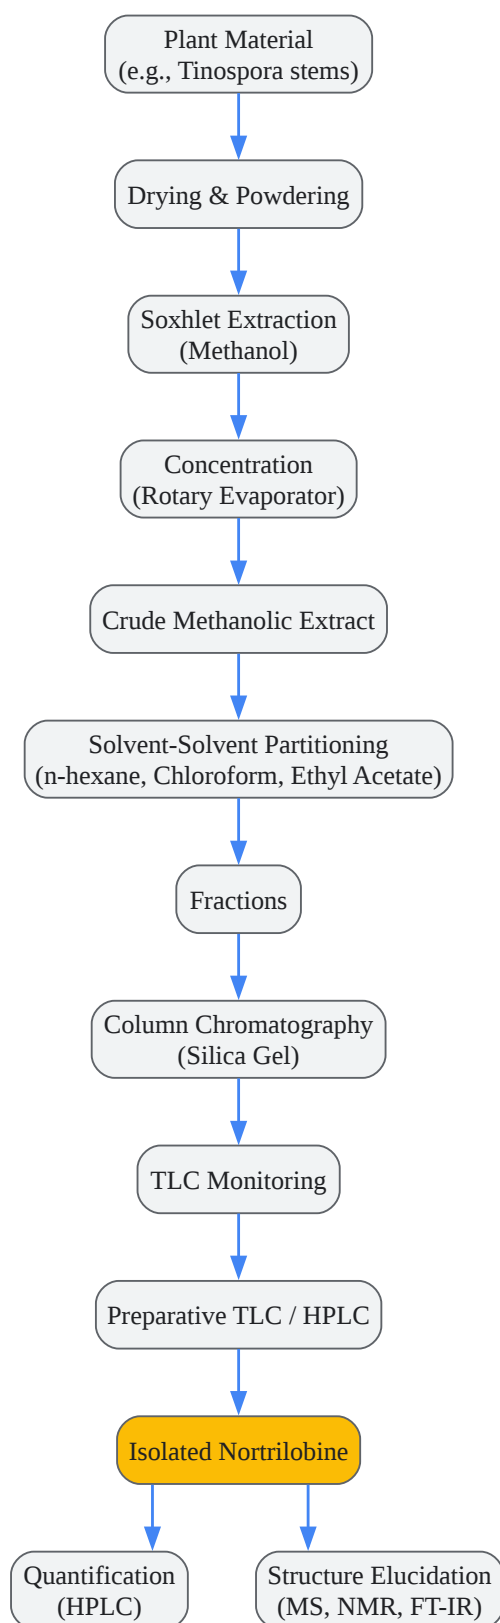 Plant Material
(e.g., Tinospora stems)
Drying & Powdering
Soxhlet Extraction
(Methanol)
Concentration
(Rotary Evaporator)
Crude Methanolic Extract
Solvent-Solvent Partitioning
(n-hexane, Chloroform, Ethyl Acetate)
Fractions
Column Chromatography
(Silica Gel)
TLC Monitoring
Preparative TLC / HPLC
Isolated Nortrilobine
Quantification
(HPLC)
Structure Elucidation
(MS, NMR, FT-IR)